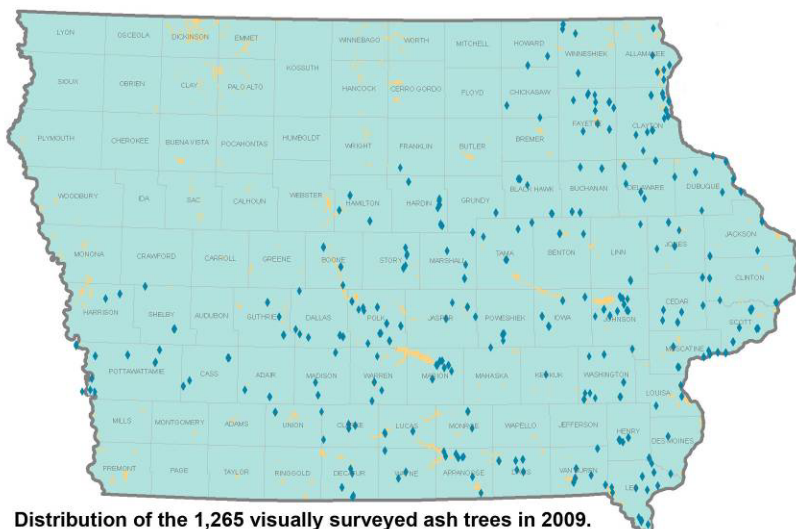 LYON OSCEOLA DICKINSON EMMET WINNEBAGO WORTH MITCHELL HOWARD WINNESHIEK ALLAMAKEE
KOSSUTH
SIOUX OBRIEN CLAY PALO ALTO HANCOCK CERRO GORDO FLOYD CHICKASAW
FAYETTE CLAYTON
PLYMOUTH CHEROKEE BUENA VISTA POCAHONTAS HUMBOLDT WRIGHT FRANKLIN BUTLER BREMER
WOODBURY IDA SAC CALHOUN WEBSTER HAMILTON HARDIN GRUNDY BLACK HAWK BUCHANAN DELAWARE DUBUQUE
MONONA CRAWFORD CARROLL GREENE BOONE STORY MARSHALL TAMA BENTON LINN JONES JACKSON
CLINTON
HARRISON SHELBY AUDUBON GUTHRIE DALLAS POLK JASPER POWESHIEK IOWA JOHNSON CEDAR
SCOTT
MUSCATINE
POTTAWATTAMIE CASS ADAIR MADISON WARREN MARION MAHASKA KEOKUK WASHINGTON
LOUISA
MILLS MONTGOMERY ADAMS UNION CLARKE LUCAS MONROE WAPELLO JEFFERSON HENRY DES MOINES
FREMONT PAGE TAYLOR RINGGOLD DECATUR WAYNE APPANOOSE DAVIS VAN BUREN LEE
Distribution of the 1,265 visually surveyed ash trees in 2009.